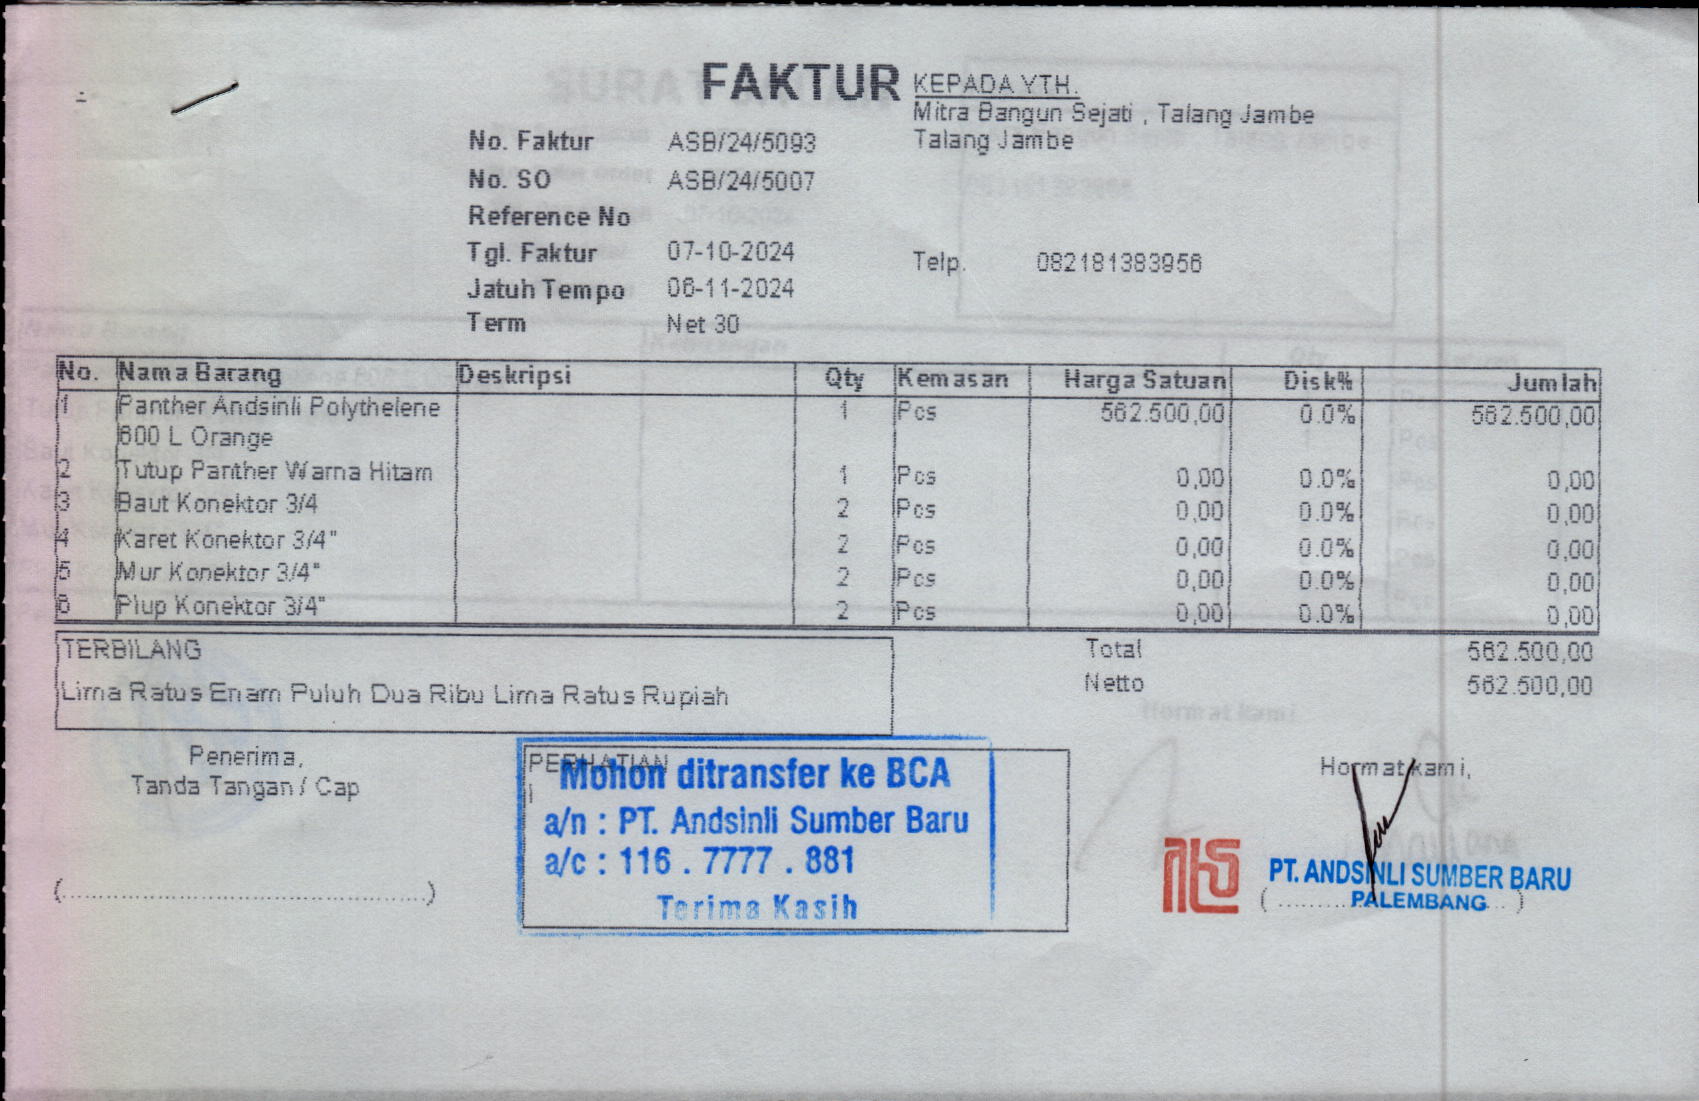 FAKTUR
KEPADA YTH.
Mitra Bangun Sejati , Talang Jambe
Talang Jambe
No. Faktur ASB/24/5093
No. SO ASB/24/5007
Reference No
Tgl. Faktur 07-10-2024
Telp. 082181383956
Jatuh Tempo 06-11-2024
Term Net 30
No. Nama Barang Deskripsi Qty Kemasan Harga Satuan Disk% Jumlah
1 Panther Andsinli Polythelene 1 Pcs 562.500,00 0.0% 562.500,00
600 L Orange
2 Tutup Panther Warna Hitam 1 Pcs 0,00 0.0% 0,00
3 Baut Konektor 3/4 2 Pcs 0,00 0.0% 0,00
4 Karet Konektor 3/4" 2 Pcs 0,00 0.0% 0,00
5 Mur Konektor 3/4" 2 Pcs 0,00 0.0% 0,00
6 Plup Konektor 3/4" 2 Pcs 0,00 0.0% 0,00
TERBILANG
Lima Ratus Enam Puluh Dua Ribu Lima Ratus Rupiah
Total 562.500,00
Netto 562.500,00
Penerima,
Tanda Tangan / Cap
(..........................................)
PERHATIAN
Mohon ditransfer ke BCA
a/n : PT. Andsinli Sumber Baru
a/c : 116 . 7777 . 881
Terima Kasih
Hormat kami,
PT. ANDSINLI SUMBER BARU
PALEMBANG